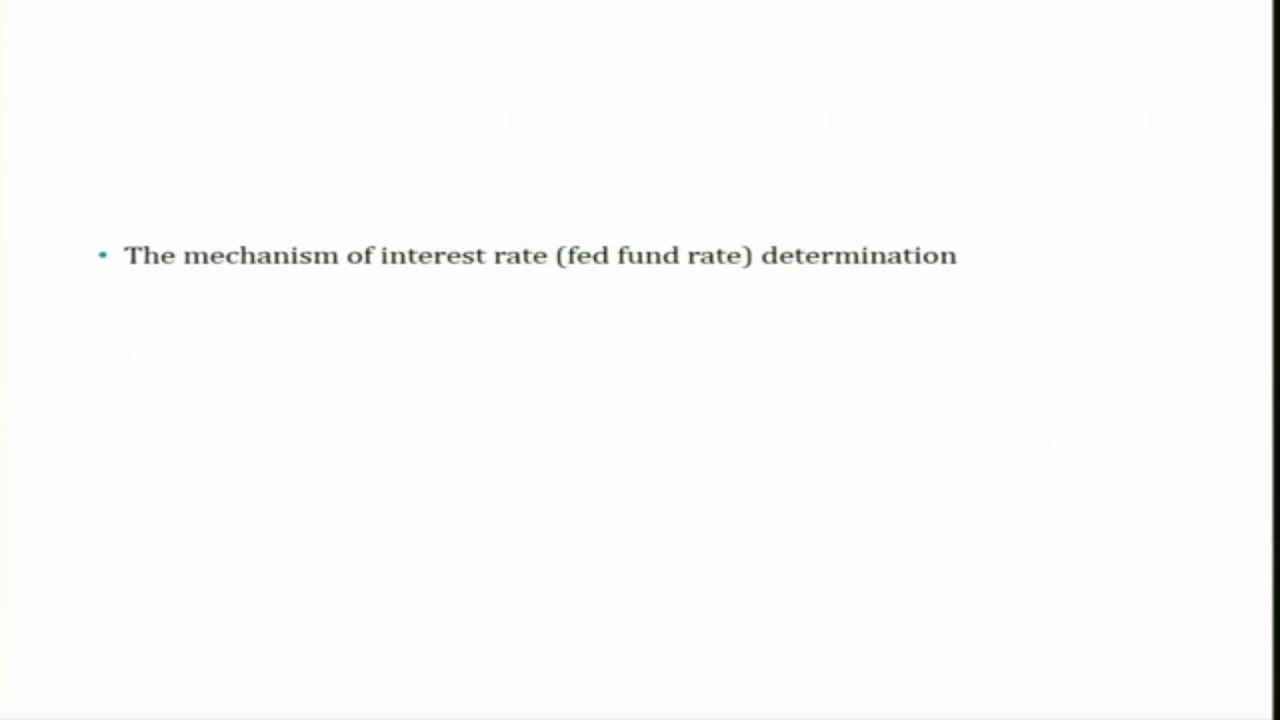 • The mechanism of interest rate (fed fund rate) determination